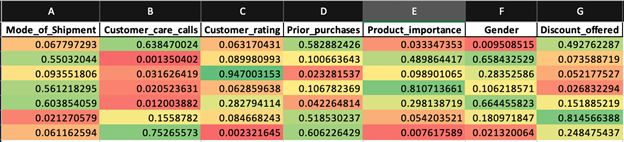 A B C D E F G
Mode_of_Shipment Customer_care_calls Customer_rating Prior_purchases Product_importance Gender Discount_offered
0.067797293 0.638470024 0.063170431 0.582882426 0.033347353 0.009508515 0.492762287
0.55032044 0.001350402 0.089980993 0.100663643 0.489864417 0.658432529 0.073588719
0.093551806 0.031626419 0.947003153 0.023281537 0.098901065 0.28352586 0.052177527
0.561218295 0.020523631 0.062859638 0.106782369 0.810713661 0.106218571 0.026832294
0.603854059 0.012003882 0.282794114 0.042264814 0.298138719 0.664455823 0.151885219
0.021270579 0.1558782 0.084668243 0.518530237 0.054203521 0.180971847 0.814566388
0.061162594 0.75265573 0.002321645 0.606226429 0.007617589 0.021320064 0.248475437